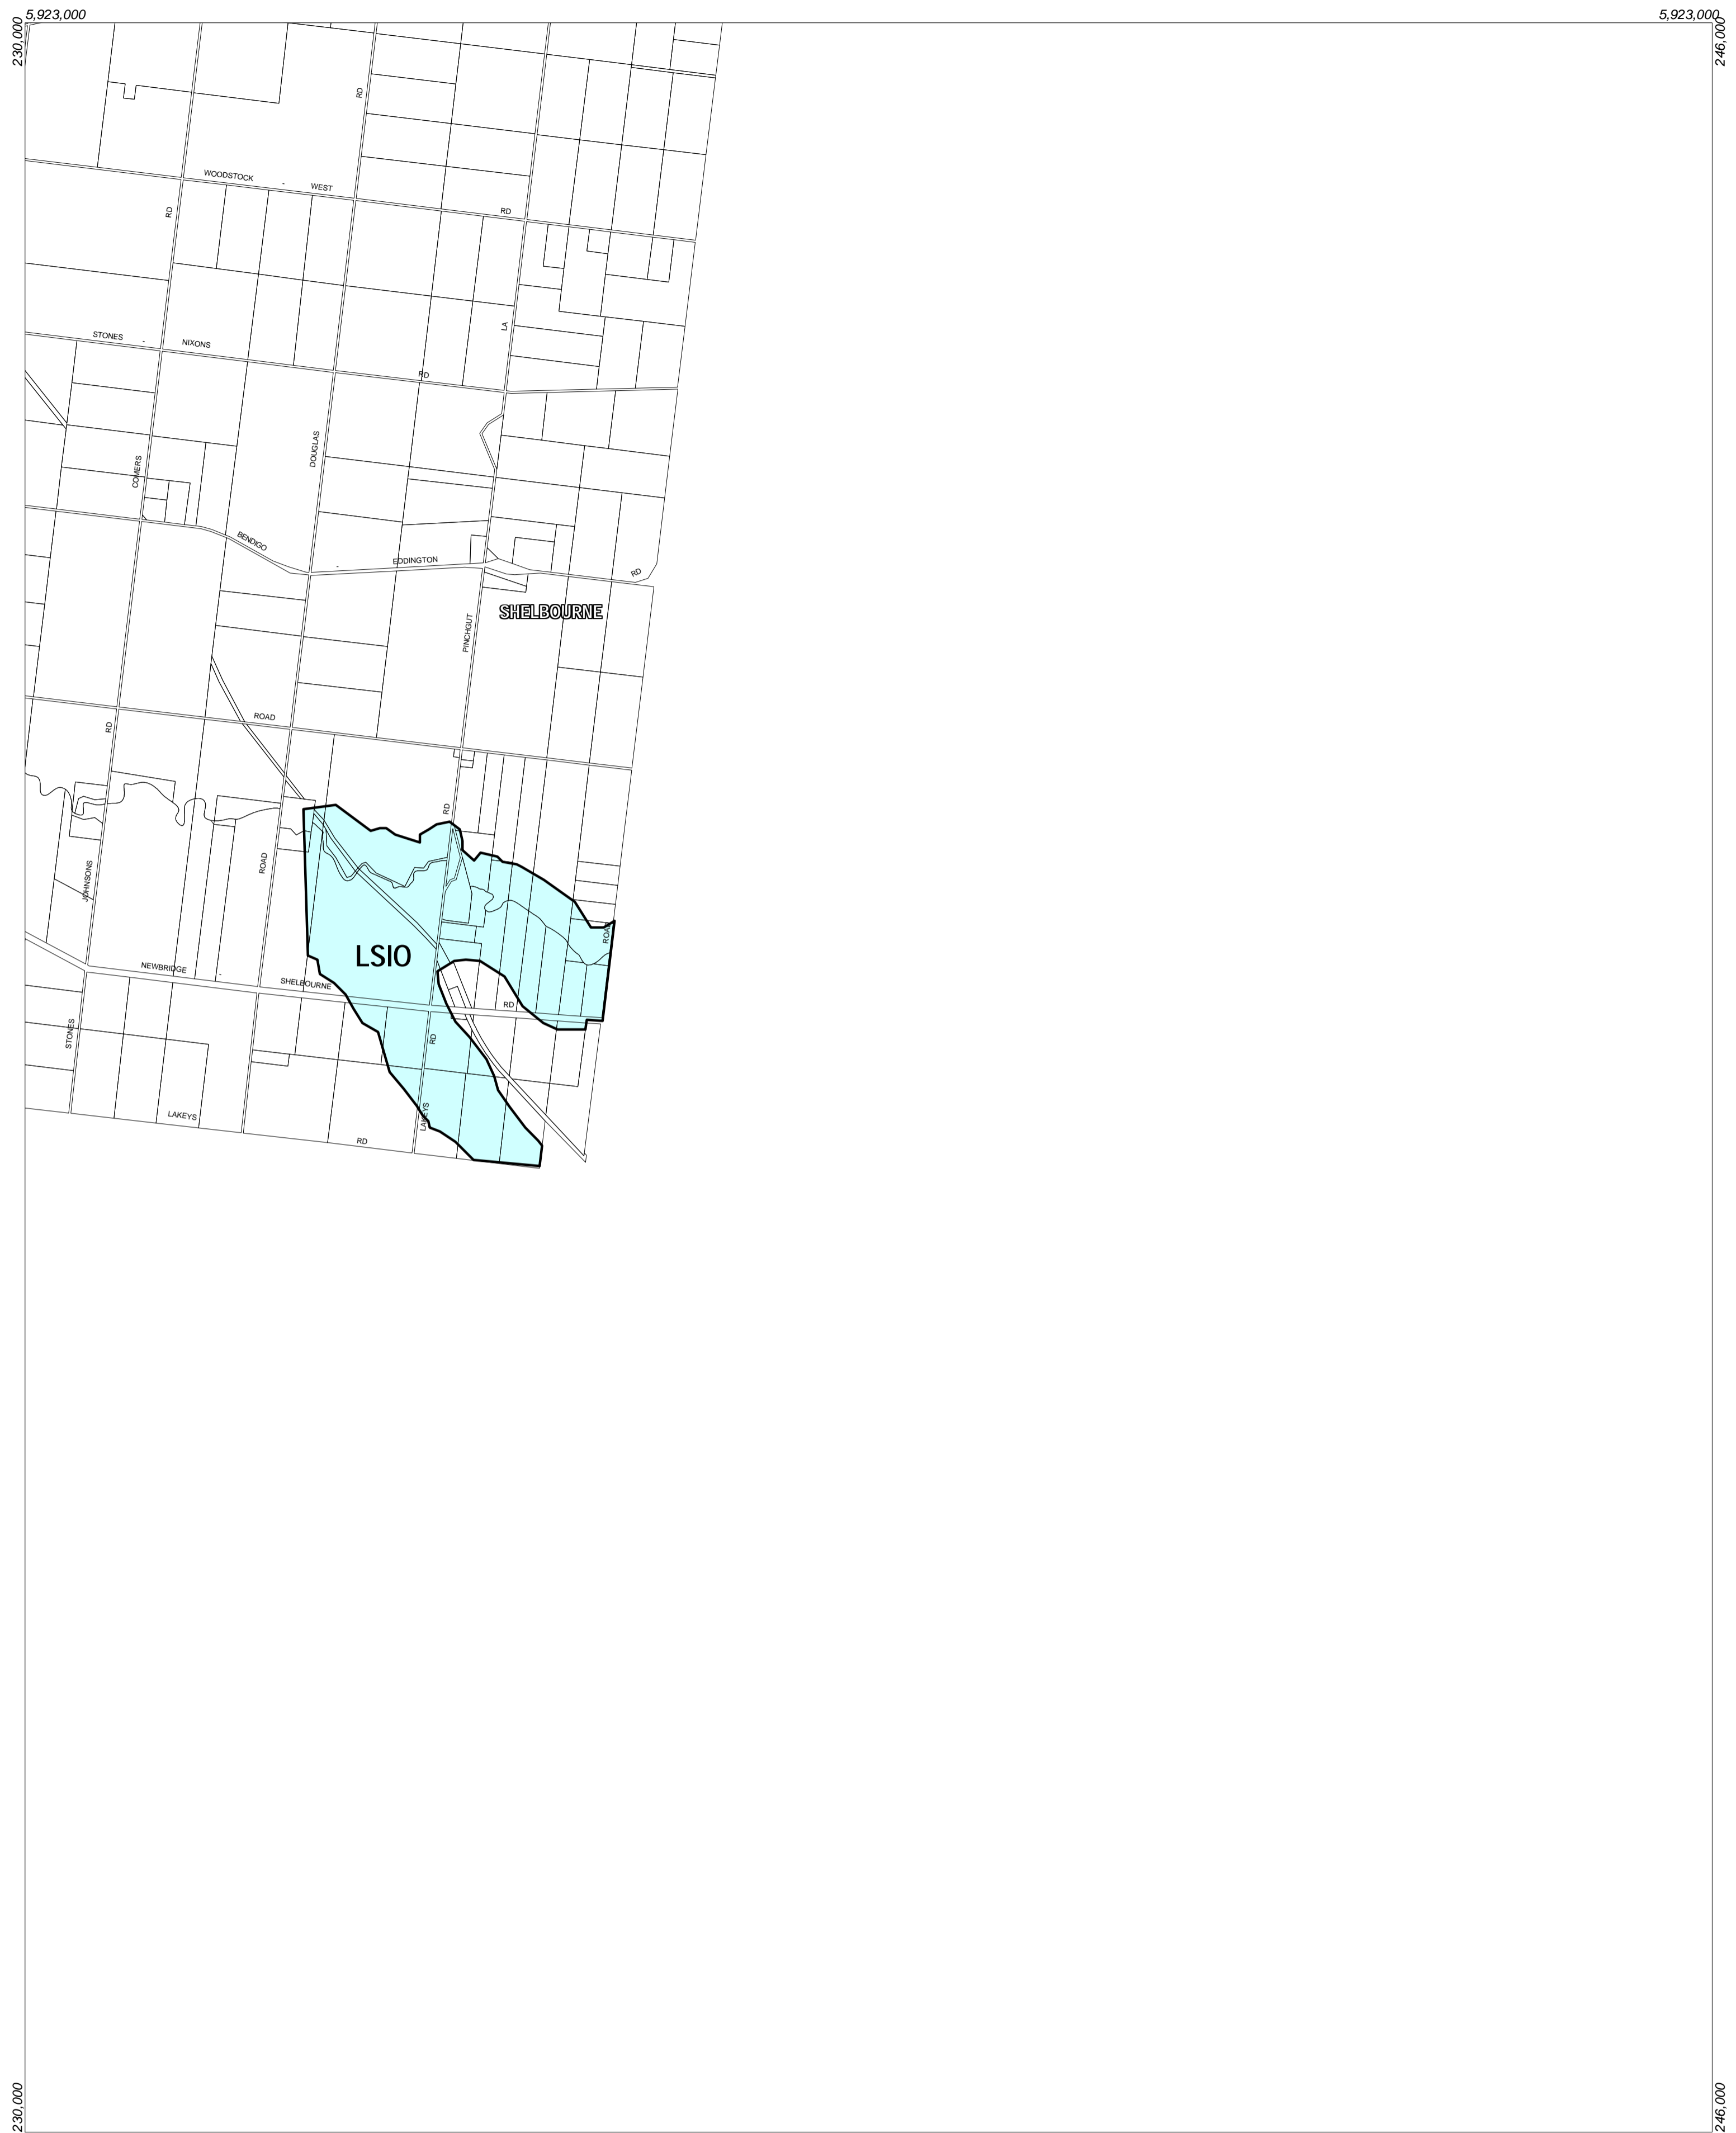 5,923,000
5,923,000
230,000
246,000
RD
WOODSTOCK - WEST
RD
RD
LA
STONES - NIXONS
RD
DOUGLAS
COMERS
BENDIGO - EDDINGTON
RD
SHELBOURNE
PINCHGUT
ROAD
RD
RD
ROAD
JOHNSONS
ROAD
LSIO
NEWBRIDGE - SHELBOURNE
RD
STONES
RD
LAKEYS
LAKEYS
RD
230,000
246,000